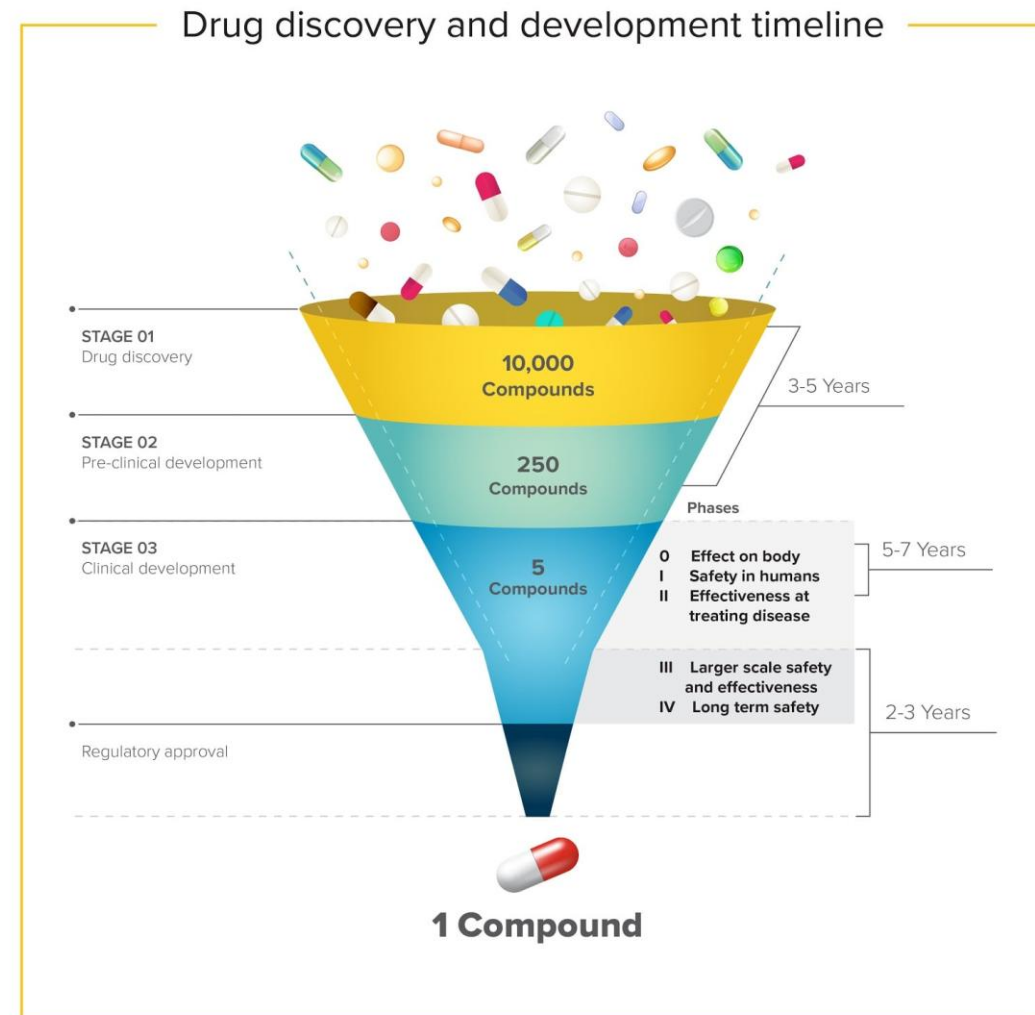 Drug discovery and development timeline
STAGE 01
Drug discovery
10,000
Compounds
3-5 Years
STAGE 02
Pre-clinical development
250
Compounds
Phases
STAGE 03
Clinical development
5
Compounds
0 Effect on body
I Safety in humans
II Effectiveness at
treating disease
5-7 Years
III Larger scale safety
and effectiveness
IV Long term safety
2-3 Years
Regulatory approval
1 Compound